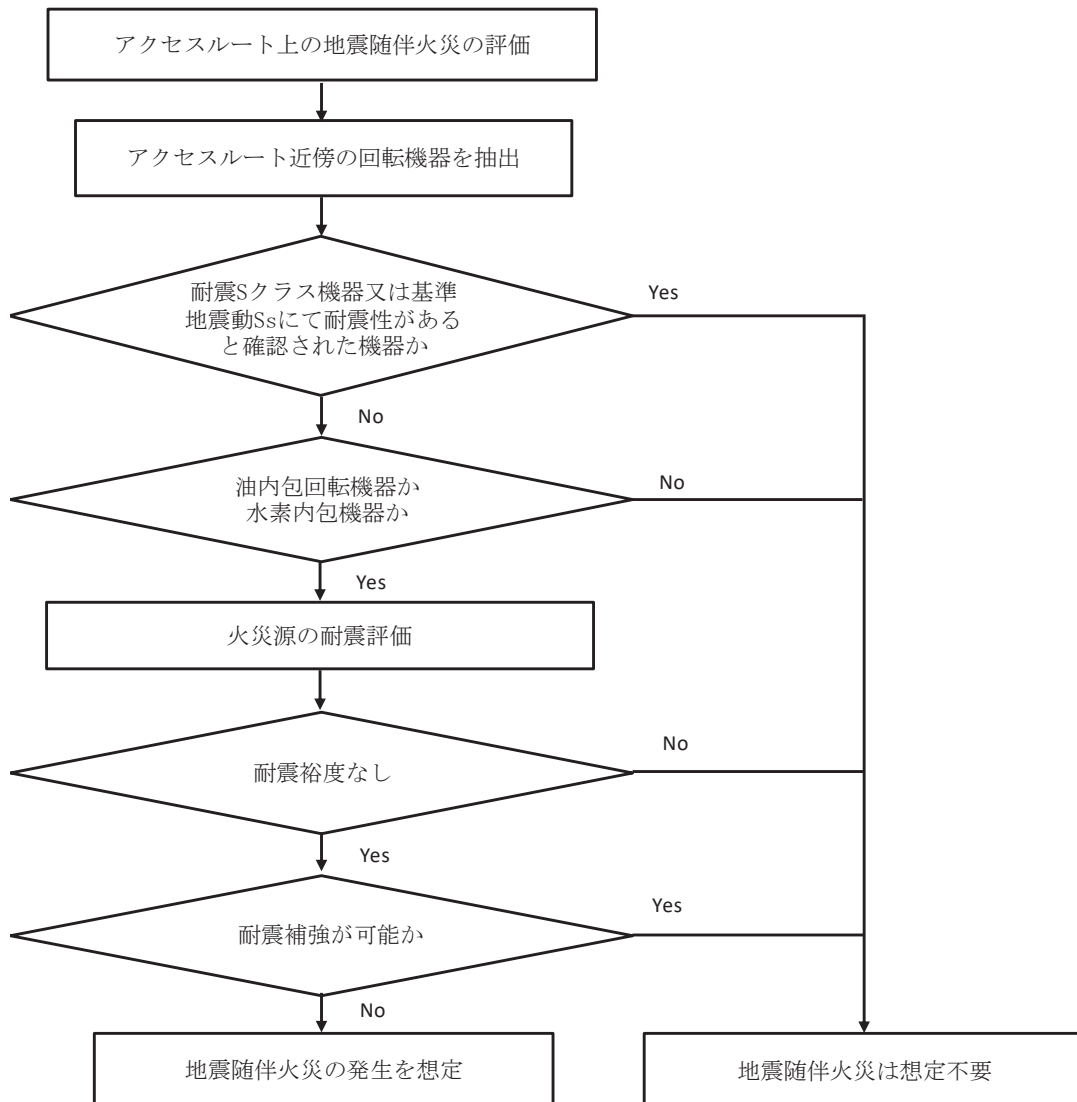 アクセスルート上の地震随伴火災の評価
アクセスルート近傍の回転機器を抽出
耐震Sクラス機器又は基準
地震動Ssにて耐震性がある
と確認された機器か
Yes
No
油内包回転機器か
水素内包機器か
No
Yes
火災源の耐震評価
耐震裕度なし
No
Yes
耐震補強が可能か
Yes
No
地震随伴火災の発生を想定
地震随伴火災は想定不要